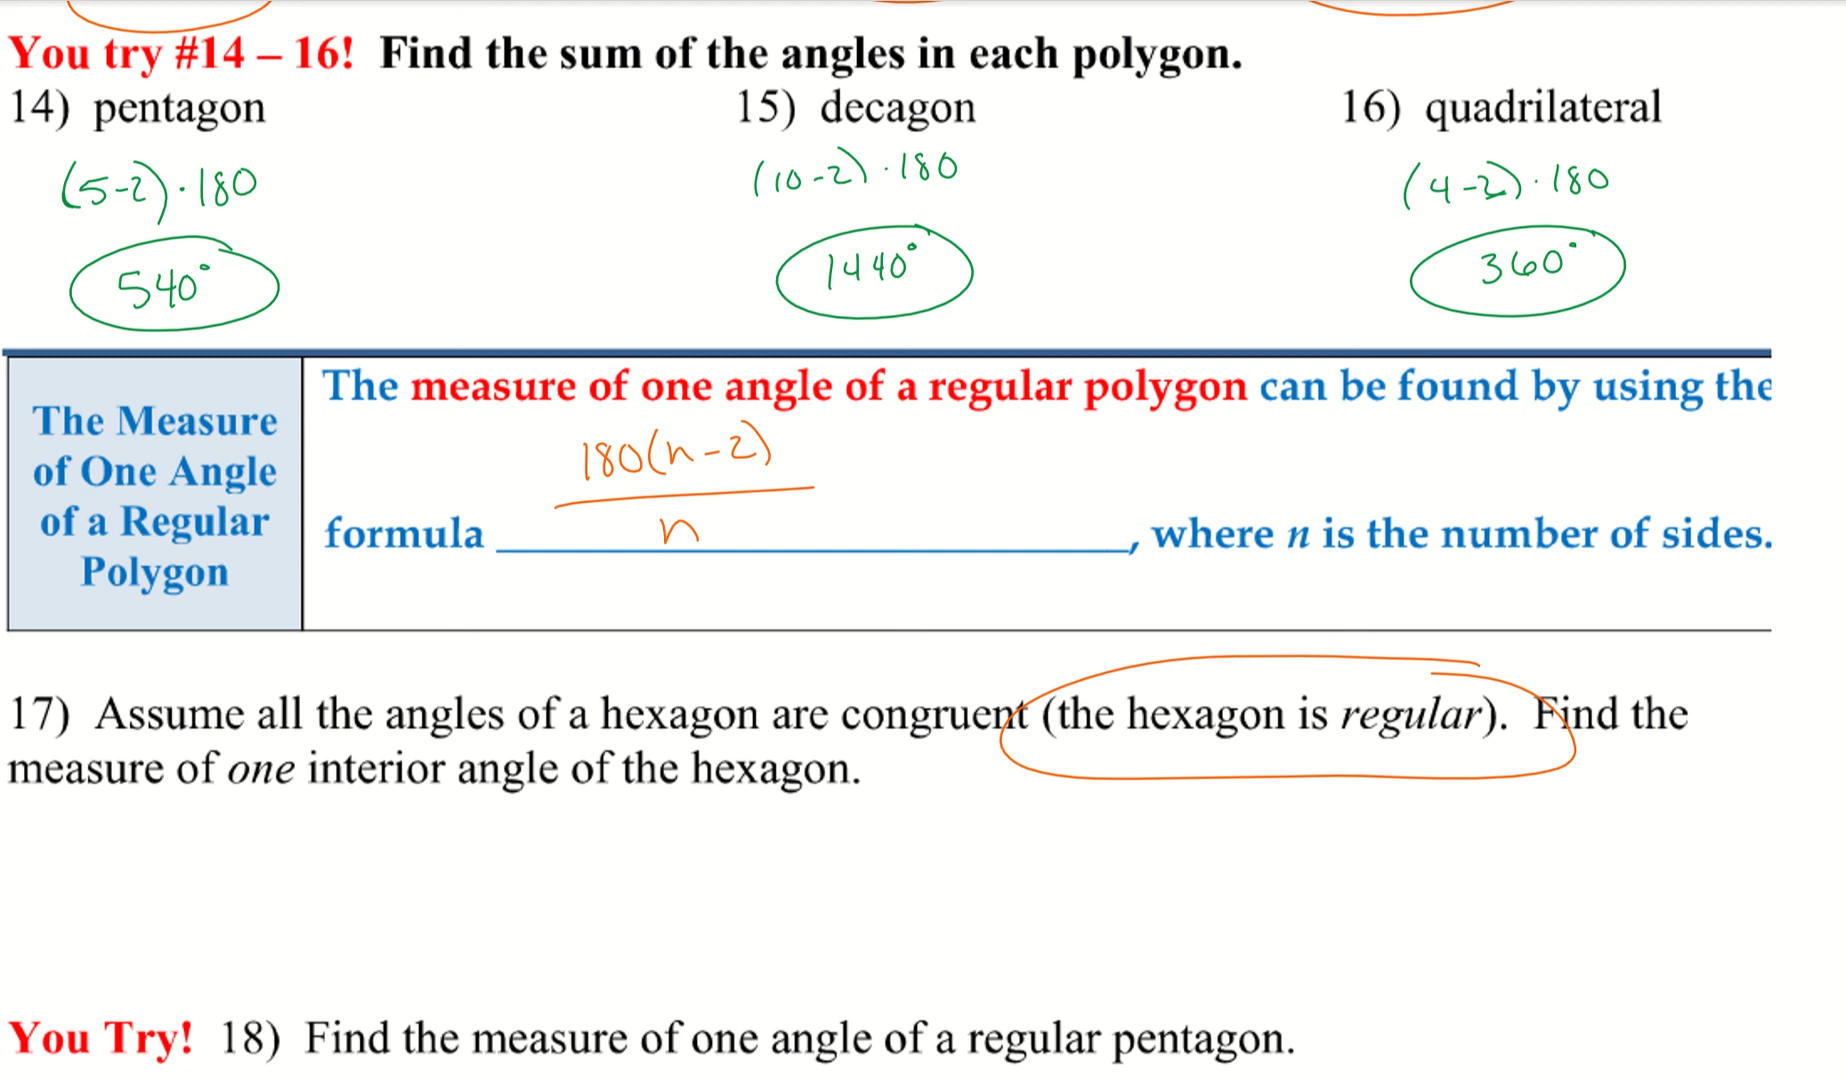 You try #14 – 16! Find the sum of the angles in each polygon.
14) pentagon
15) decagon
16) quadrilateral
(5-2)·180
(10-2)·180
(4-2)·180
540°
1440°
360°
The Measure
of One Angle
of a Regular
Polygon
The measure of one angle of a regular polygon can be found by using the
180(n-2)
n
formula ____________________, where n is the number of sides.
17) Assume all the angles of a hexagon are congruent (the hexagon is regular). Find the
measure of one interior angle of the hexagon.
You Try! 18) Find the measure of one angle of a regular pentagon.